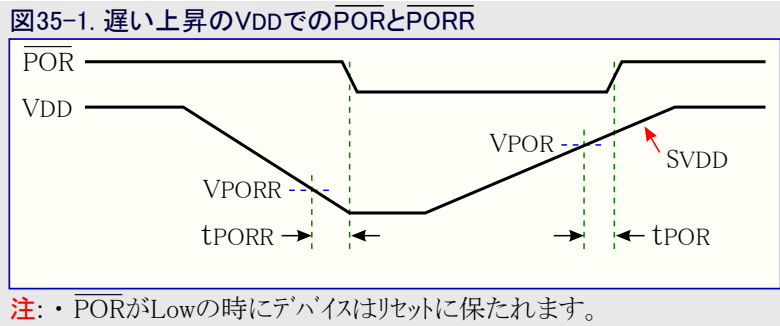 図35-1. 遅い上昇のVDDでのPORとPORR
POR
VDD
VPOR
SVDD
VPORR
tPORR
tPOR
注: ・ PORがLowの時にﾃﾞﾊﾞｲｽはﾘｾｯﾄに保たれます。